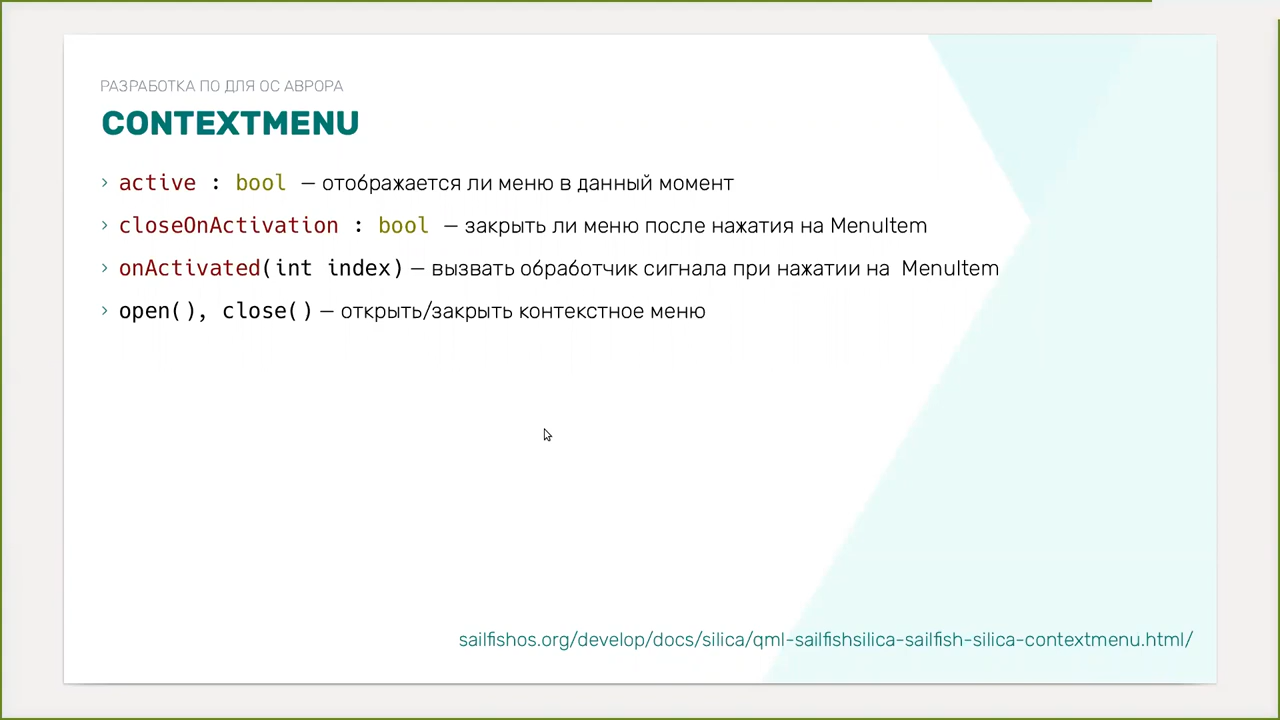 РАЗРАБОТКА ПО ДЛЯ ОС АВРОРА
CONTEXTMENU
› active : bool — отображается ли меню в данный момент
› closeOnActivation : bool — закрыть ли меню после нажатия на MenuItem
› onActivated(int index) — вызвать обработчик сигнала при нажатии на MenuItem
› open(), close() — открыть/закрыть контекстное меню
sailfishos.org/develop/docs/silica/qml-sailfishsilica-sailfish-silica-contextmenu.html/